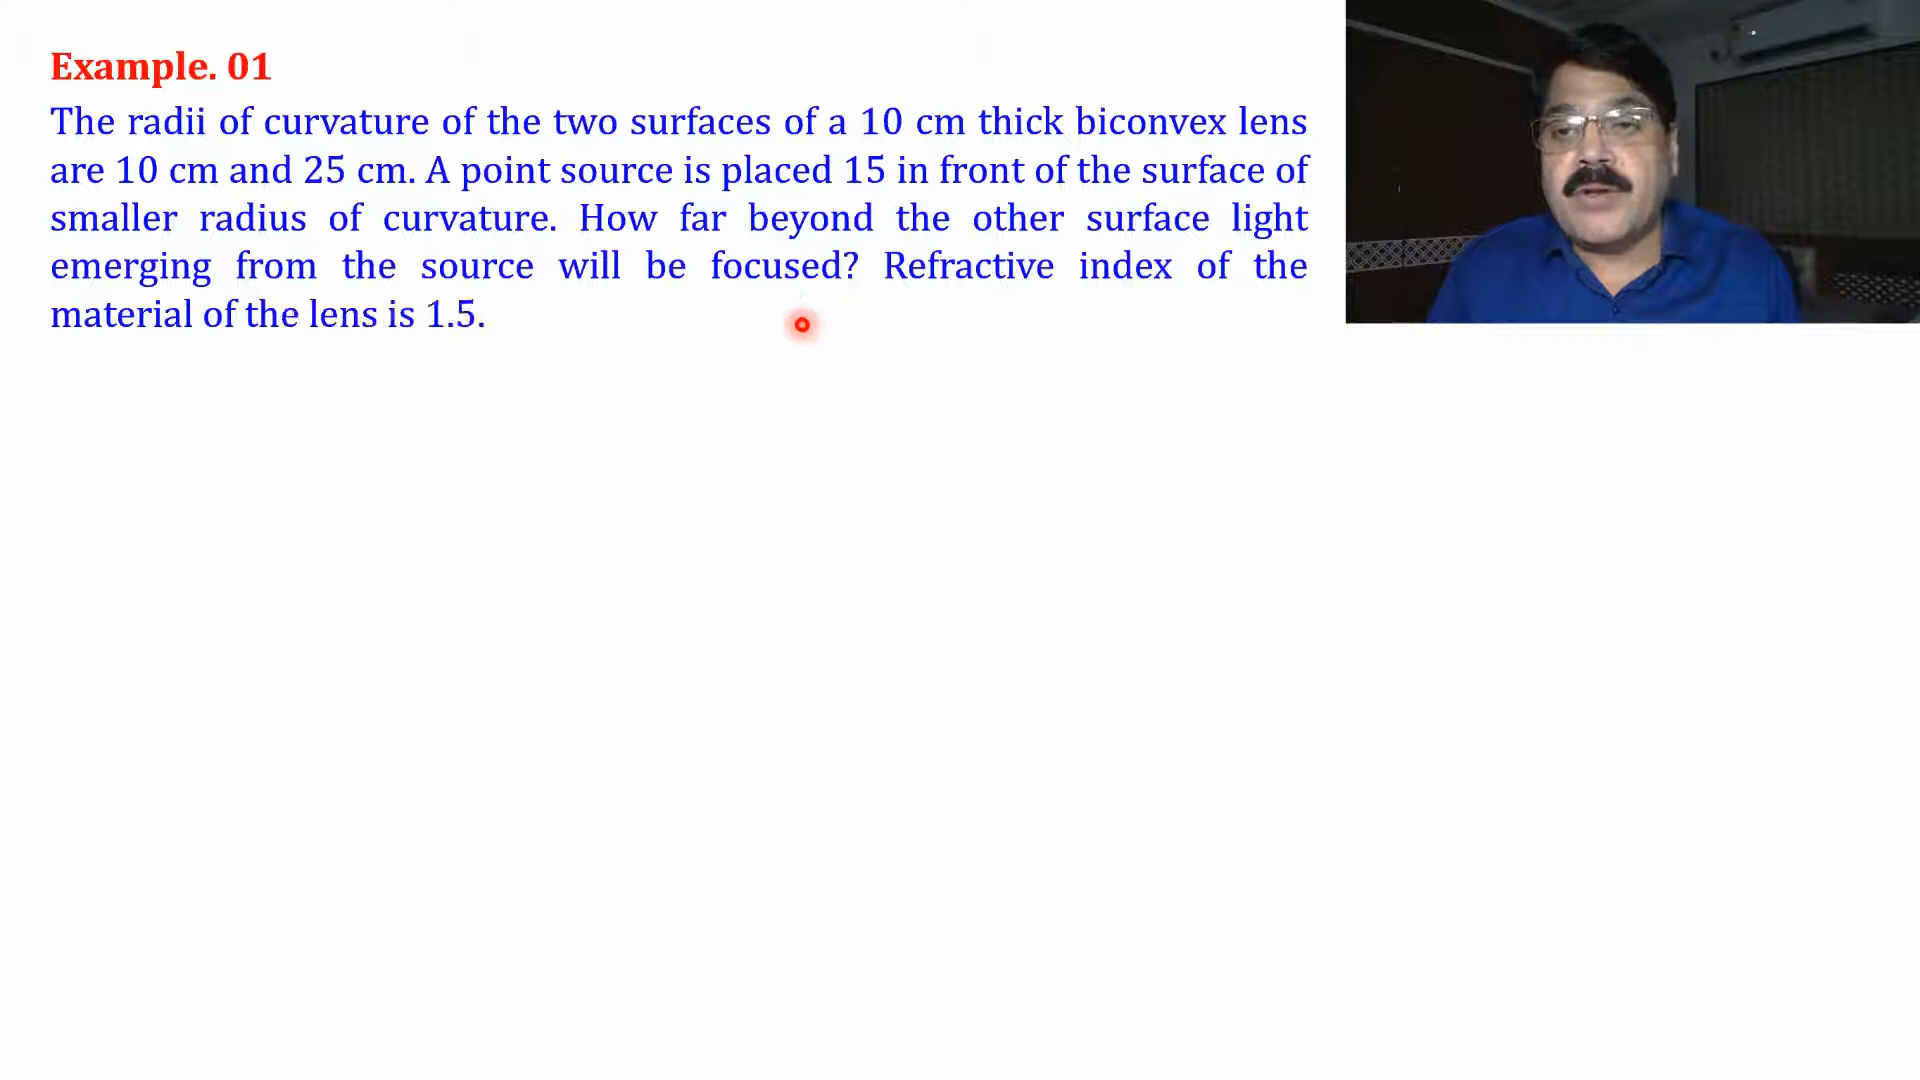 Example. 01
The radii of curvature of the two surfaces of a 10 cm thick biconvex lens
are 10 cm and 25 cm. A point source is placed 15 in front of the surface of
smaller radius of curvature. How far beyond the other surface light
emerging from the source will be focused? Refractive index of the
material of the lens is 1.5.